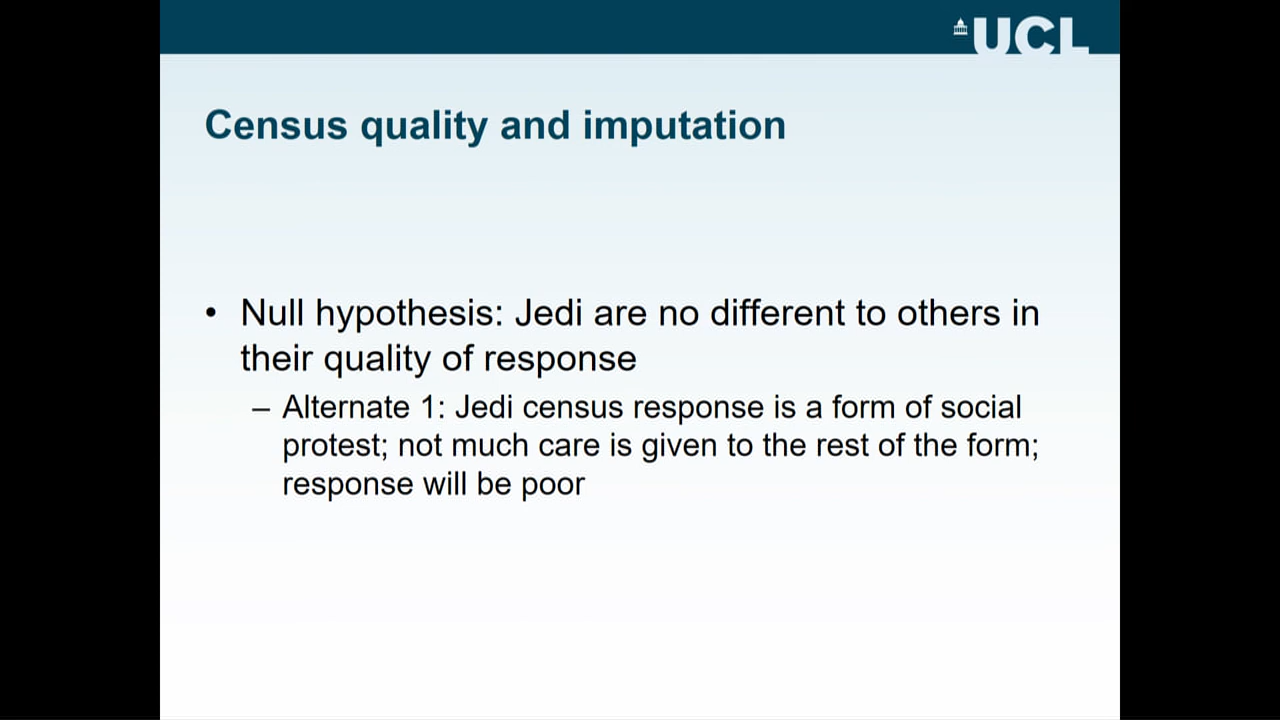 UCL
Census quality and imputation
• Null hypothesis: Jedi are no different to others in
their quality of response
– Alternate 1: Jedi census response is a form of social
protest; not much care is given to the rest of the form;
response will be poor